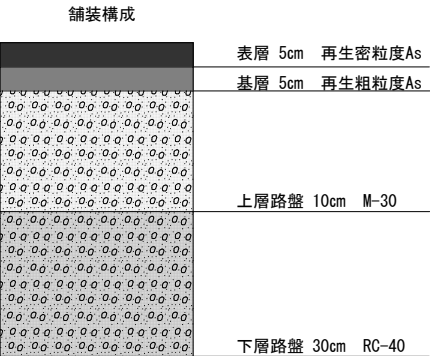 舗装構成
表層 5cm 再生密粒度As
基層 5cm 再生粗粒度As
上層路盤 10cm M-30
下層路盤 30cm RC-40